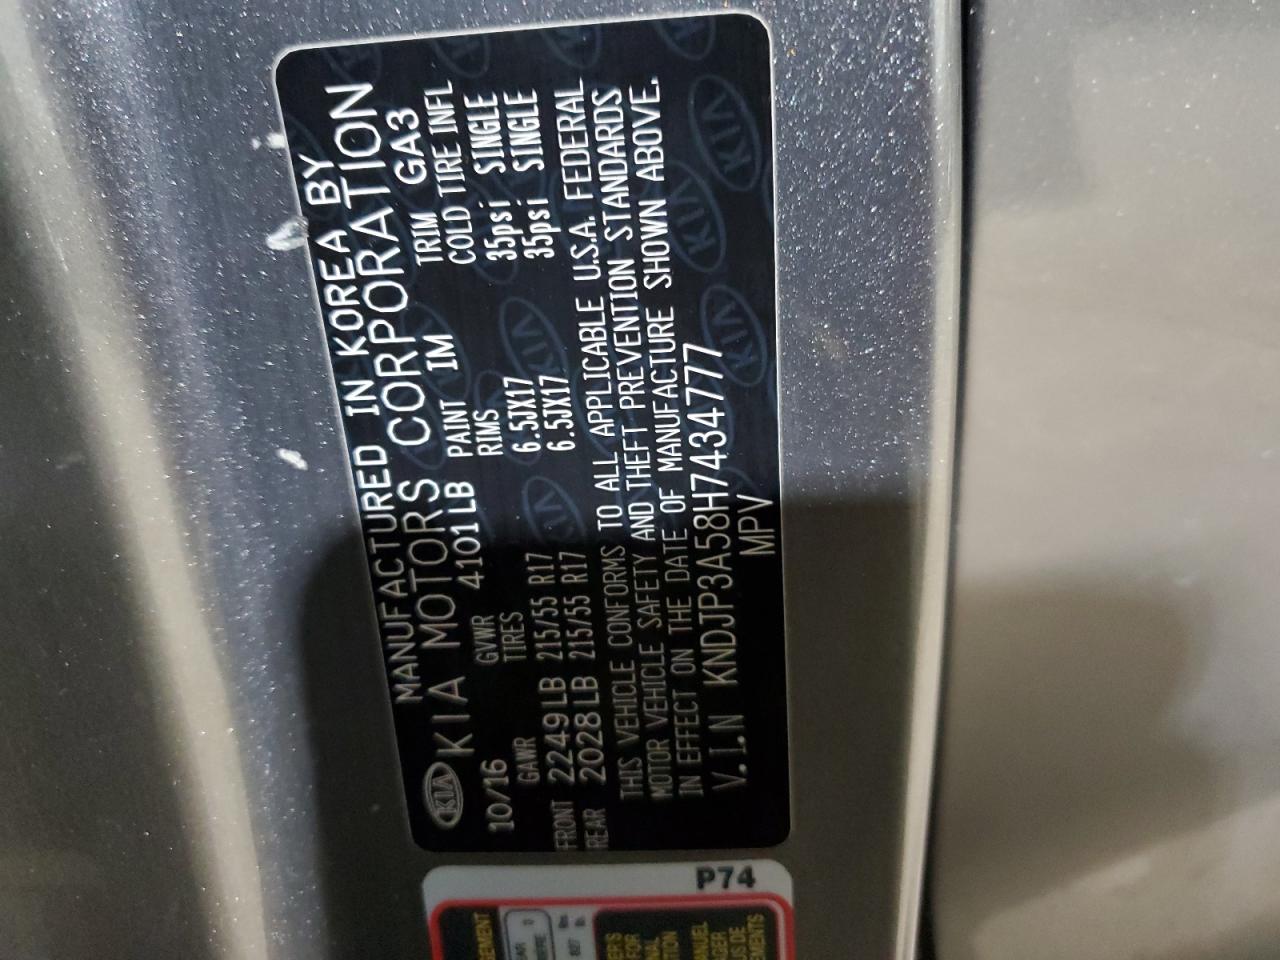 MANUFACTURED IN KOREA BY
KIA KIA MOTORS CORPORATION
10/16 GVWR 4101LB PAINT IM TRIM GA3
GAWR TIRES RIMS COLD TIRE INFL
FRONT 2249LB 215/55 R17 6.5JX17 35psi SINGLE
REAR 2028LB 215/55 R17 6.5JX17 35psi SINGLE
THIS VEHICLE CONFORMS TO ALL APPLICABLE U.S.A. FEDERAL
MOTOR VEHICLE SAFETY AND THEFT PREVENTION STANDARDS
IN EFFECT ON THE DATE OF MANUFACTURE SHOWN ABOVE.
V.I.N KNDJP3A58H7434777
MPV
P74